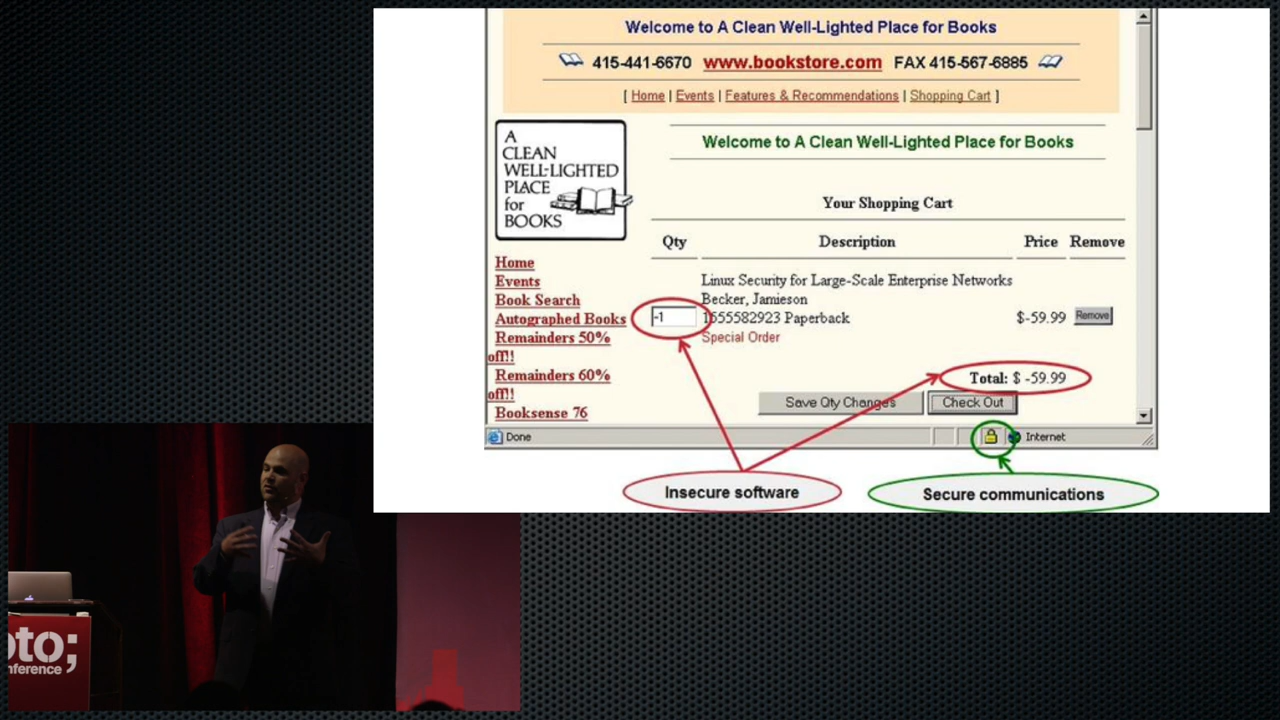 Welcome to A Clean Well-Lighted Place for Books
415-441-6670 www.bookstore.com FAX 415-567-6885
[ Home | Events | Features & Recommendations | Shopping Cart ]
A
CLEAN
WELL-LIGHTED
PLACE
for
BOOKS
Welcome to A Clean Well-Lighted Place for Books
Your Shopping Cart
Qty Description Price Remove
Linux Security for Large-Scale Enterprise Networks
Becker, Jamieson
-1 1555582923 Paperback $-59.99 Remove
Special Order
Total: $ -59.99
Save Qty Changes Check Out
Home
Events
Book Search
Autographed Books
Remainders 50%
off!!
Remainders 60%
off!!
Booksense 76
Done Internet
Insecure software Secure communications
oto;
nference